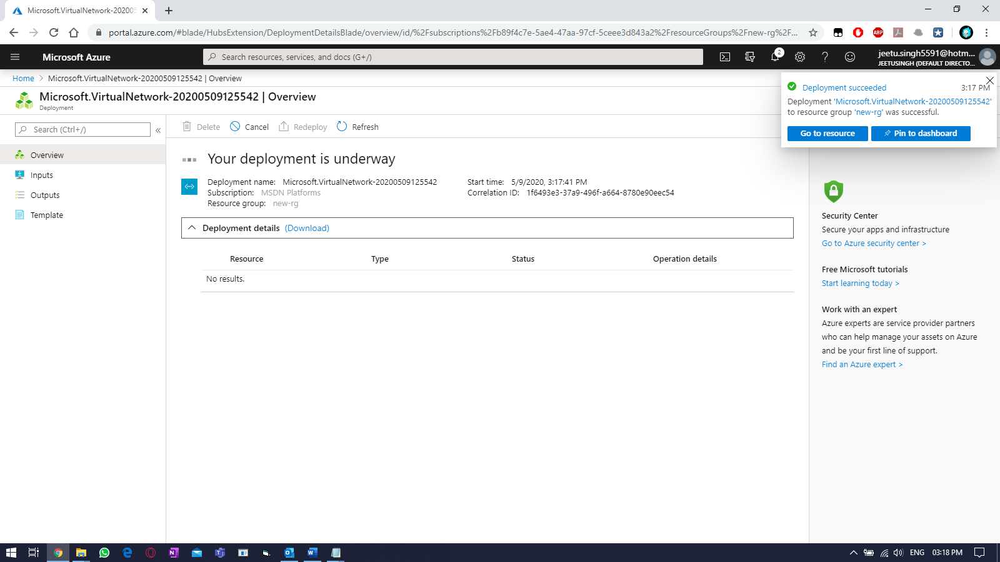 Microsoft.VirtualNetwork-20200
portal.azure.com/#blade/HubsExtension/DeploymentDetailsBlade/overview/id/%2Fsubscriptions%2Fb89f4c7e-5ae4-47aa-97cf-5ceee3d843a2%2FresourceGroups%2Fnew-rg%2F...
ABP
Microsoft Azure
Search resources, services, and docs (G+/)
2
jeetu.singh5591@hotm...
JEETUSINGH (DEFAULT DIRECTO...
Home > Microsoft.VirtualNetwork-20200509125542 | Overview
Microsoft.VirtualNetwork-20200509125542 | Overview
Deployment
Deployment succeeded 3:17 PM
Deployment 'Microsoft.VirtualNetwork-20200509125542'
to resource group 'new-rg' was successful.
Go to resource
Pin to dashboard
Search (Ctrl+/)
«
Overview
Inputs
Outputs
Template
Delete Cancel Redeploy Refresh
Your deployment is underway
Deployment name: Microsoft.VirtualNetwork-20200509125542
Subscription: MSDN Platforms
Resource group: new-rg
Start time: 5/9/2020, 3:17:41 PM
Correlation ID: 1f6493e3-37a9-496f-a664-8780e90eec54
Deployment details (Download)
Resource Type Status Operation details
No results.
Security Center
Secure your apps and infrastructure
Go to Azure security center >
Free Microsoft tutorials
Start learning today >
Work with an expert
Azure experts are service provider partners
who can help manage your assets on Azure
and be your first line of support.
Find an Azure expert >
ENG 03:18 PM